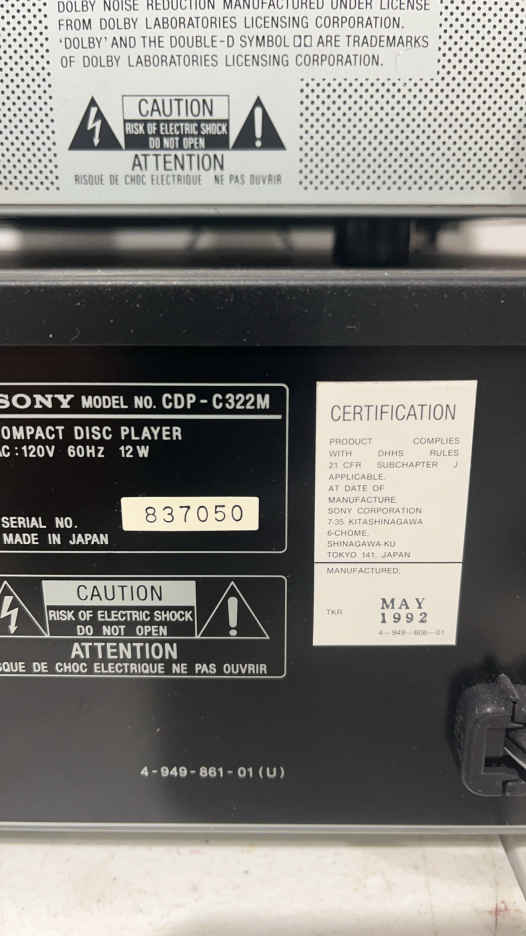 DOLBY NOISE REDUCTION MANUFACTURED UNDER LICENSE
FROM DOLBY LABORATORIES LICENSING CORPORATION.
'DOLBY' AND THE DOUBLE-D SYMBOL ARE TRADEMARKS
OF DOLBY LABORATORIES LICENSING CORPORATION.
CAUTION
RISK OF ELECTRIC SHOCK
DO NOT OPEN
ATTENTION
RISQUE DE CHOC ELECTRIQUE NE PAS OUVRIR
SONY MODEL NO. CDP-C322M
OMPACT DISC PLAYER
AC:120V 60Hz 12W
SERIAL NO. 837050
MADE IN JAPAN
CAUTION
RISK OF ELECTRIC SHOCK
DO NOT OPEN
ATTENTION
SQUE DE CHOC ELECTRIQUE NE PAS OUVRIR
4-949-861-01(U)
CERTIFICATION
PRODUCT COMPLIES
WITH DHHS RULES
21 CFR SUBCHAPTER J
APPLICABLE.
AT DATE OF
MANUFACTURE.
SONY CORPORATION
7-35 KITASHINAGAWA
6-CHOME,
SHINAGAWA-KU
TOKYO 141, JAPAN
MANUFACTURED;
TKR MAY
1992
4-949-606-01